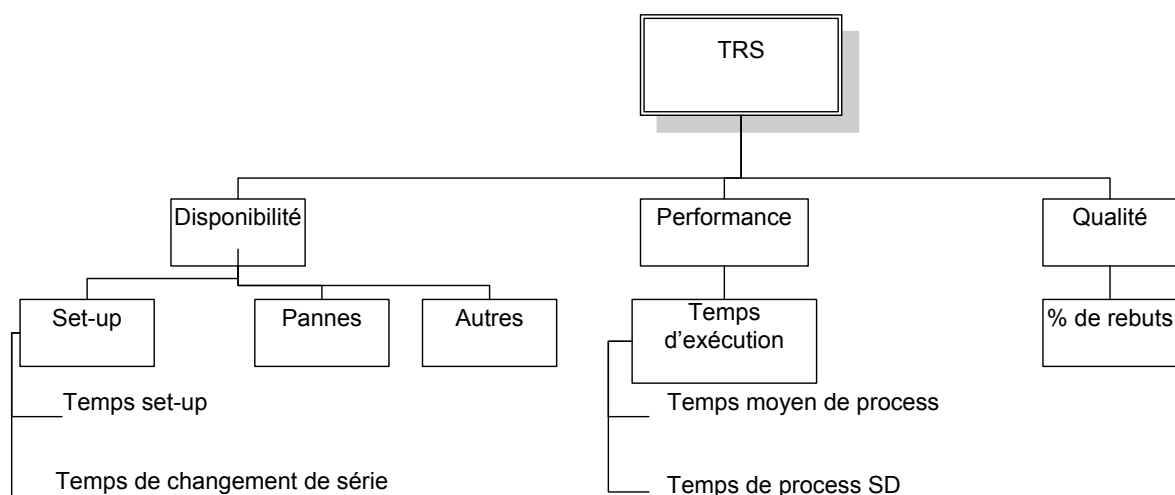 TRS
Disponibilité
Performance
Qualité
Set-up
Pannes
Autres
Temps
d’exécution
% de rebuts
Temps set-up
Temps moyen de process
Temps de changement de série
Temps de process SD